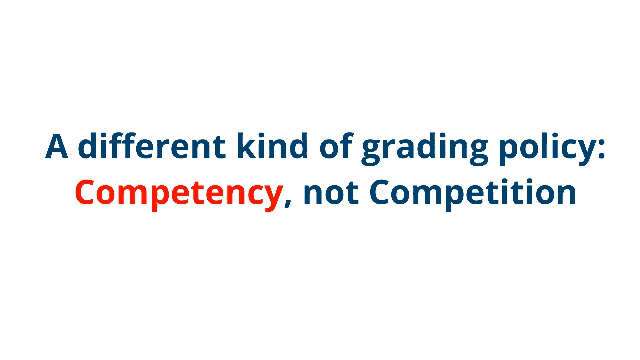 A different kind of grading policy:
Competency, not Competition